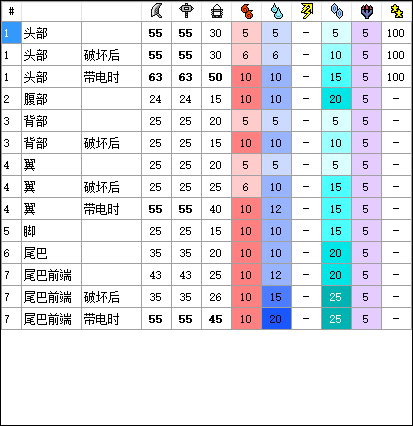 #
1 头部 55 55 30 5 5 — 5 5 100
1 头部 破坏后 55 55 30 6 6 — 10 5 100
1 头部 带电时 63 63 50 10 10 — 15 5 100
2 腹部 24 24 15 10 10 — 20 5 —
3 背部 25 25 20 5 5 — 5 5 —
3 背部 破坏后 25 25 15 10 10 — 10 5 —
4 翼 25 25 20 5 5 — 5 5 —
4 翼 破坏后 25 25 25 6 10 — 15 5 —
4 翼 带电时 55 55 40 10 12 — 15 5 —
5 脚 25 25 15 10 10 — 15 5 —
6 尾巴 35 35 20 10 10 — 20 5 —
7 尾巴前端 43 43 25 10 12 — 20 5 —
7 尾巴前端 破坏后 35 35 26 10 15 — 25 5 —
7 尾巴前端 带电时 55 55 45 10 20 — 25 5 —